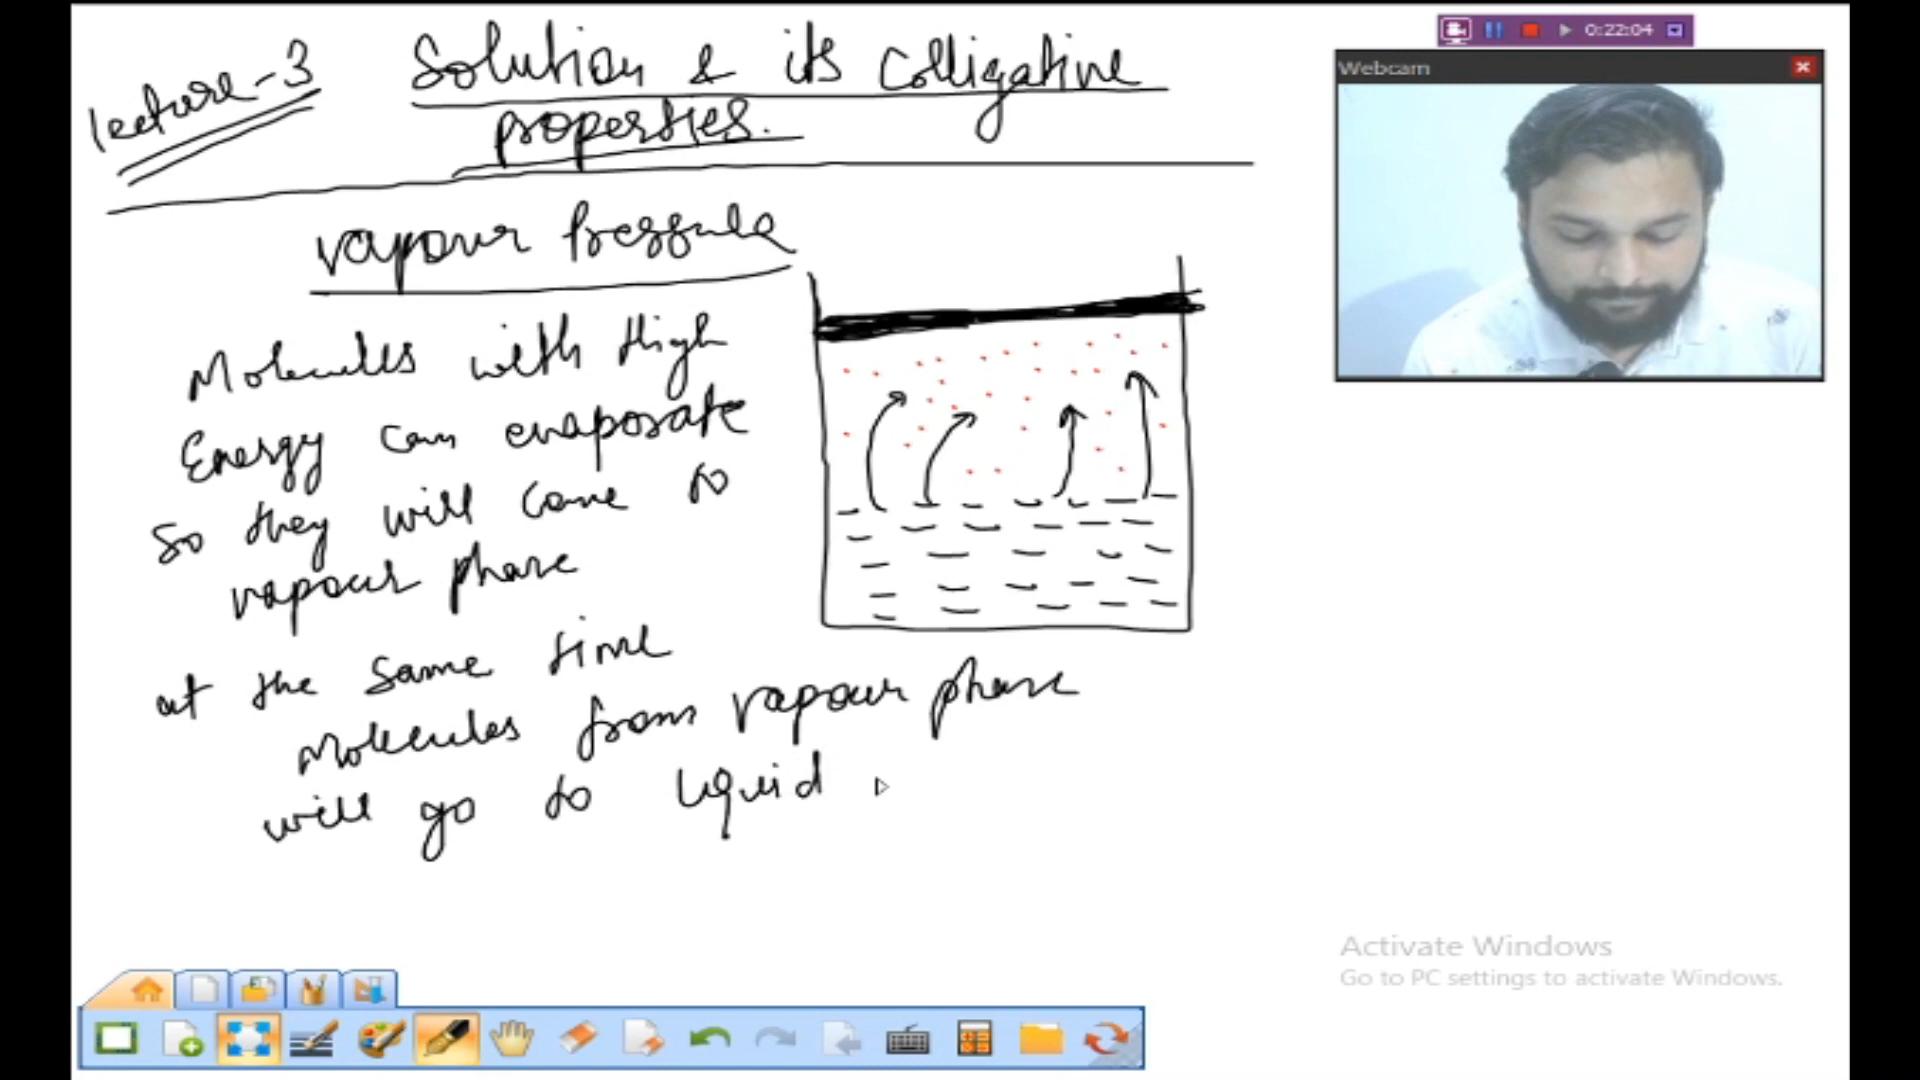 Lecture-3
Solution & its Colligative
properties.
Vapour Pressure
Molecules with High
Energy can evaporate
So they will come to
vapour phase
at the same time
Molecules from vapour phase
will go to liquid
0:22:04
Webcam
Activate Windows
Go to PC settings to activate Windows.